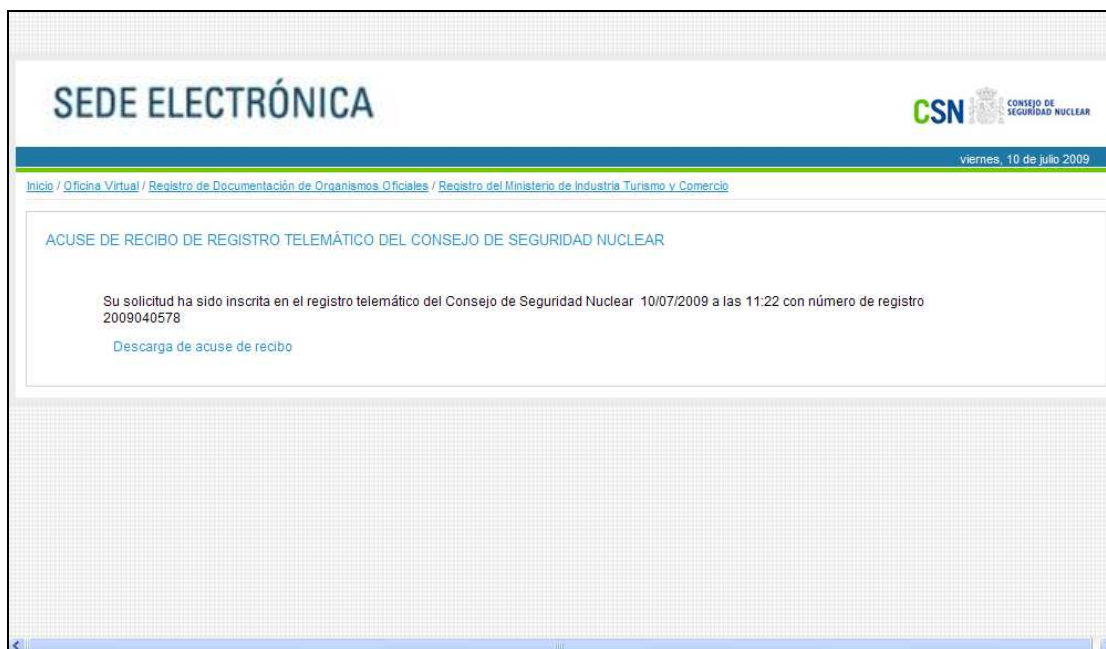 SEDE ELECTRÓNICA
CSN CONSEJO DE
SEGURIDAD NUCLEAR
viernes, 10 de julio 2009
Inicio / Oficina Virtual / Registro de Documentación de Organismos Oficiales / Registro del Ministerio de Industria Turismo y Comercio
ACUSE DE RECIBO DE REGISTRO TELEMÁTICO DEL CONSEJO DE SEGURIDAD NUCLEAR
Su solicitud ha sido inscrita en el registro telemático del Consejo de Seguridad Nuclear 10/07/2009 a las 11:22 con número de registro
2009040578
Descarga de acuse de recibo